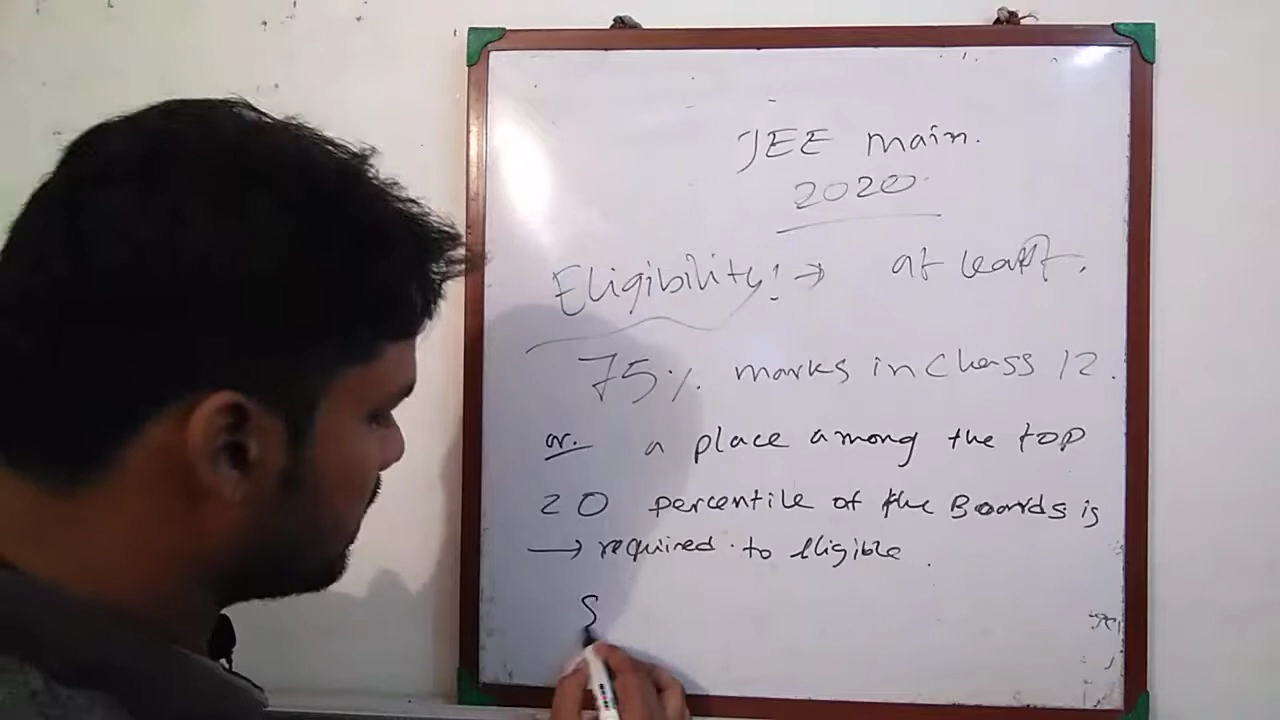 JEE main.
2020.
Eligibility:→ at least.
75% marks in Class 12.
or. a place among the top
20 percentile of the Boards is
→ required to eligible.
S